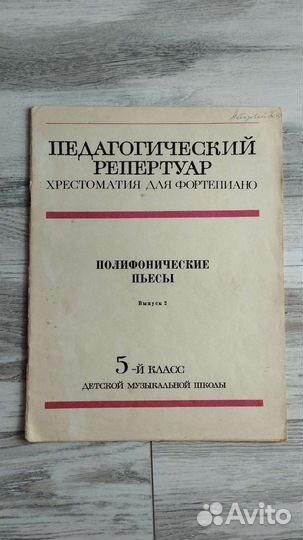 ПЕДАГОГИЧЕСКИЙ
РЕПЕРТУАР
ХРЕСТОМАТИЯ ДЛЯ ФОРТЕПИАНО
ПОЛИФОНИЧЕСКИЕ
ПЬЕСЫ
Выпуск 2
5-Й КЛАСС
ДЕТСКОЙ МУЗЫКАЛЬНОЙ ШКОЛЫ
Avito